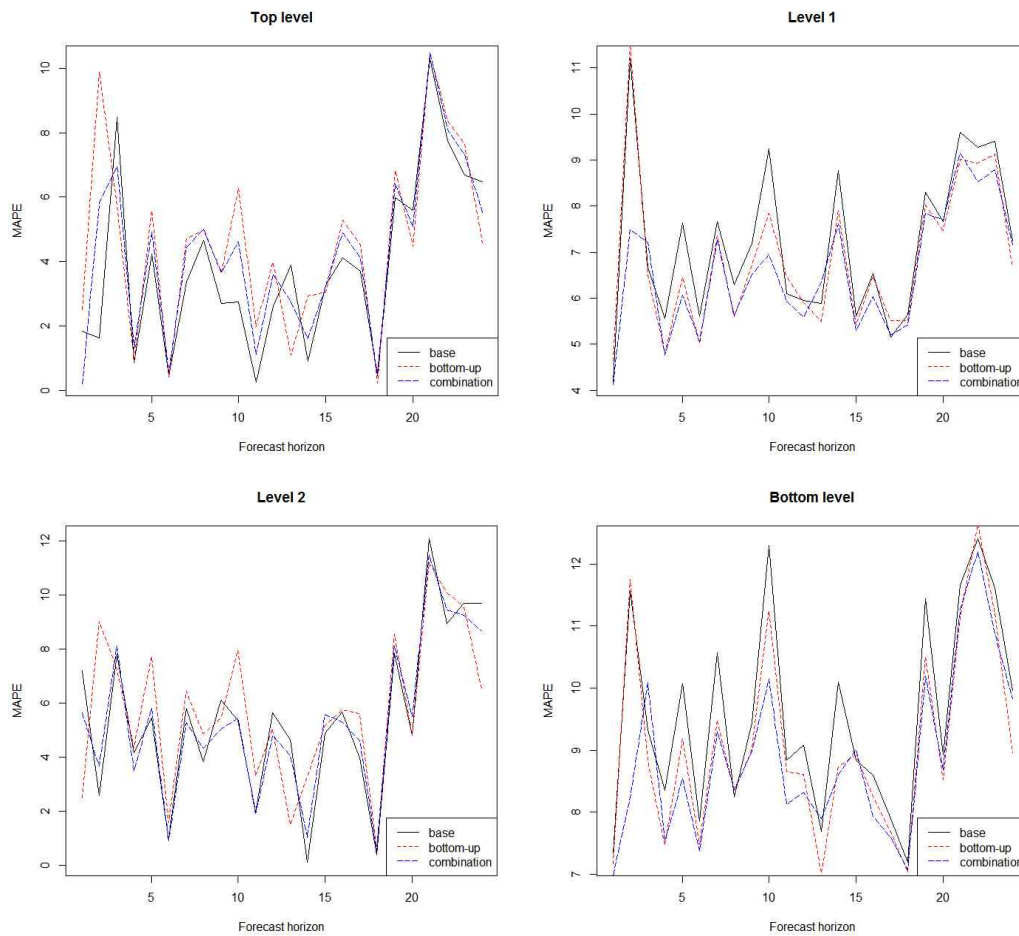 Top level
MAPE
0
2
4
6
8
10
5
10
15
20
Forecast horizon
base
bottom-up
combination
Level 1
MAPE
4
5
6
7
8
9
10
11
5
10
15
20
Forecast horizon
base
bottom-up
combination
Level 2
MAPE
0
2
4
6
8
10
12
5
10
15
20
Forecast horizon
base
bottom-up
combination
Bottom level
MAPE
7
8
9
10
11
12
5
10
15
20
Forecast horizon
base
bottom-up
combination